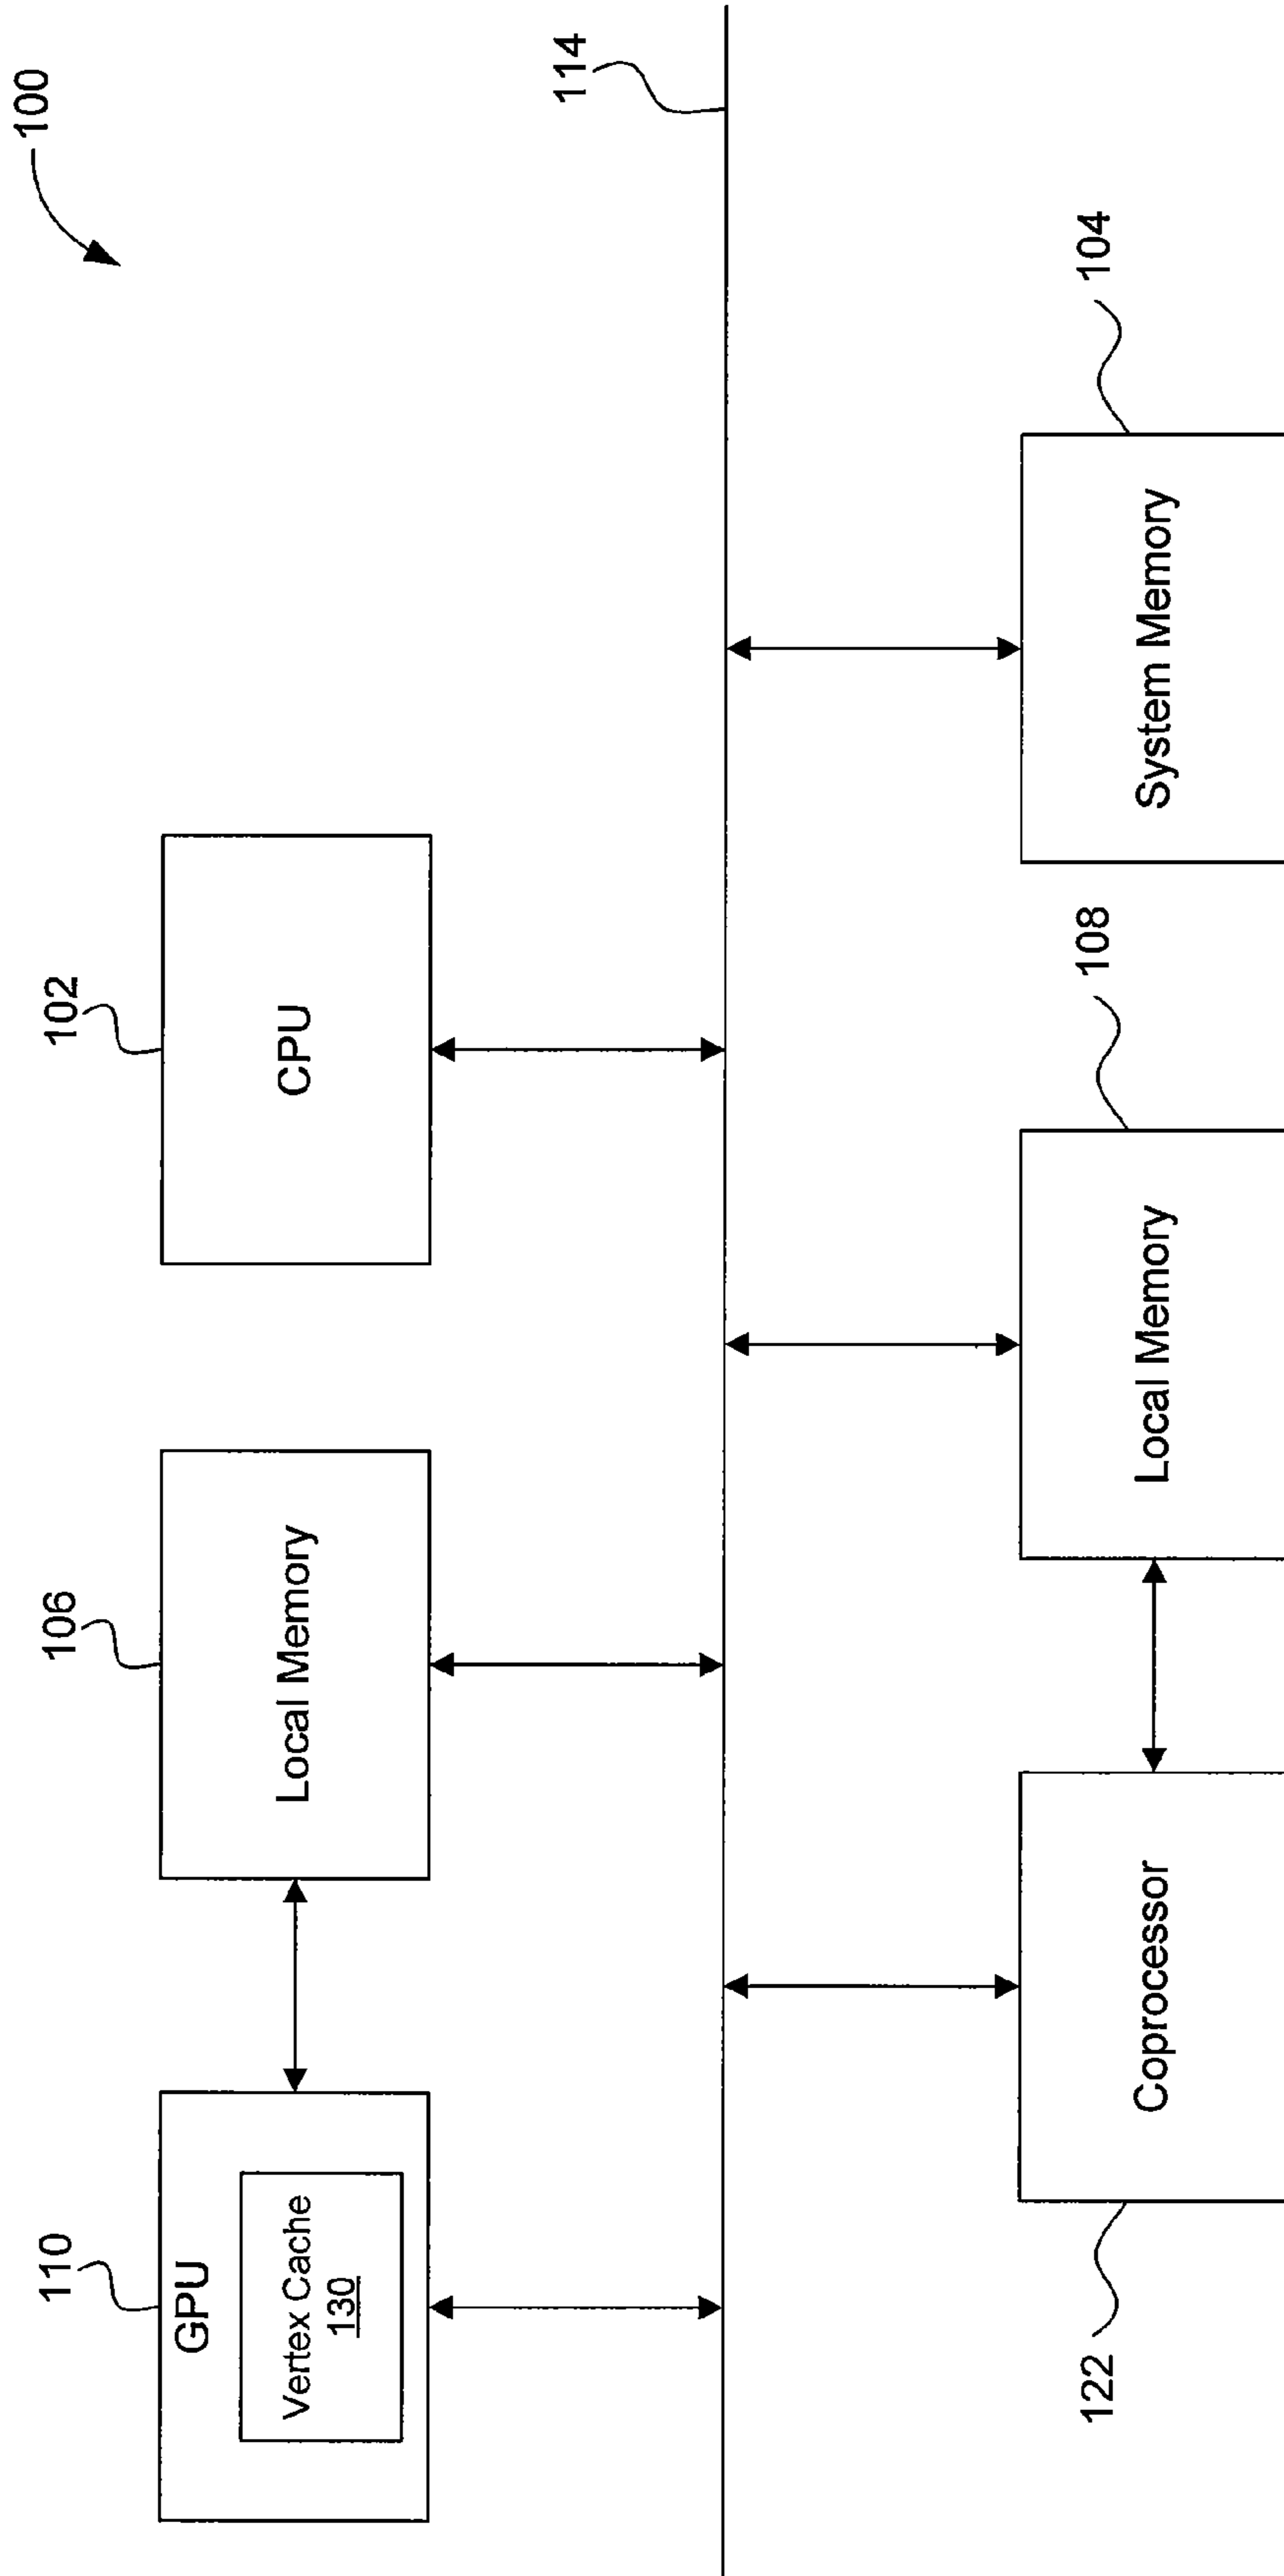 100
110
106
102
GPU
Vertex Cache
130
Local Memory
CPU
114
122
108
104
Coprocessor
Local Memory
System Memory